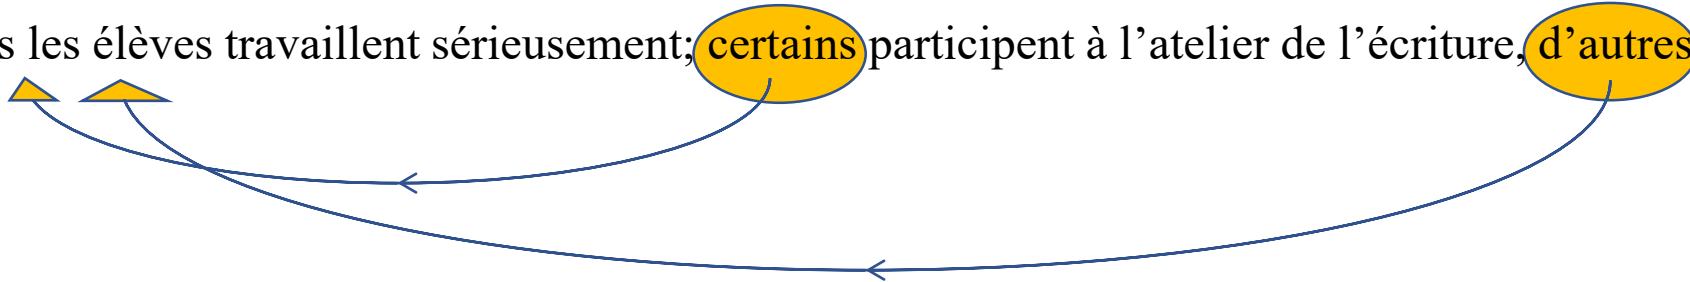 s les élèves travaillent sérieusement; certains participent à l’atelier de l’écriture, d’autres